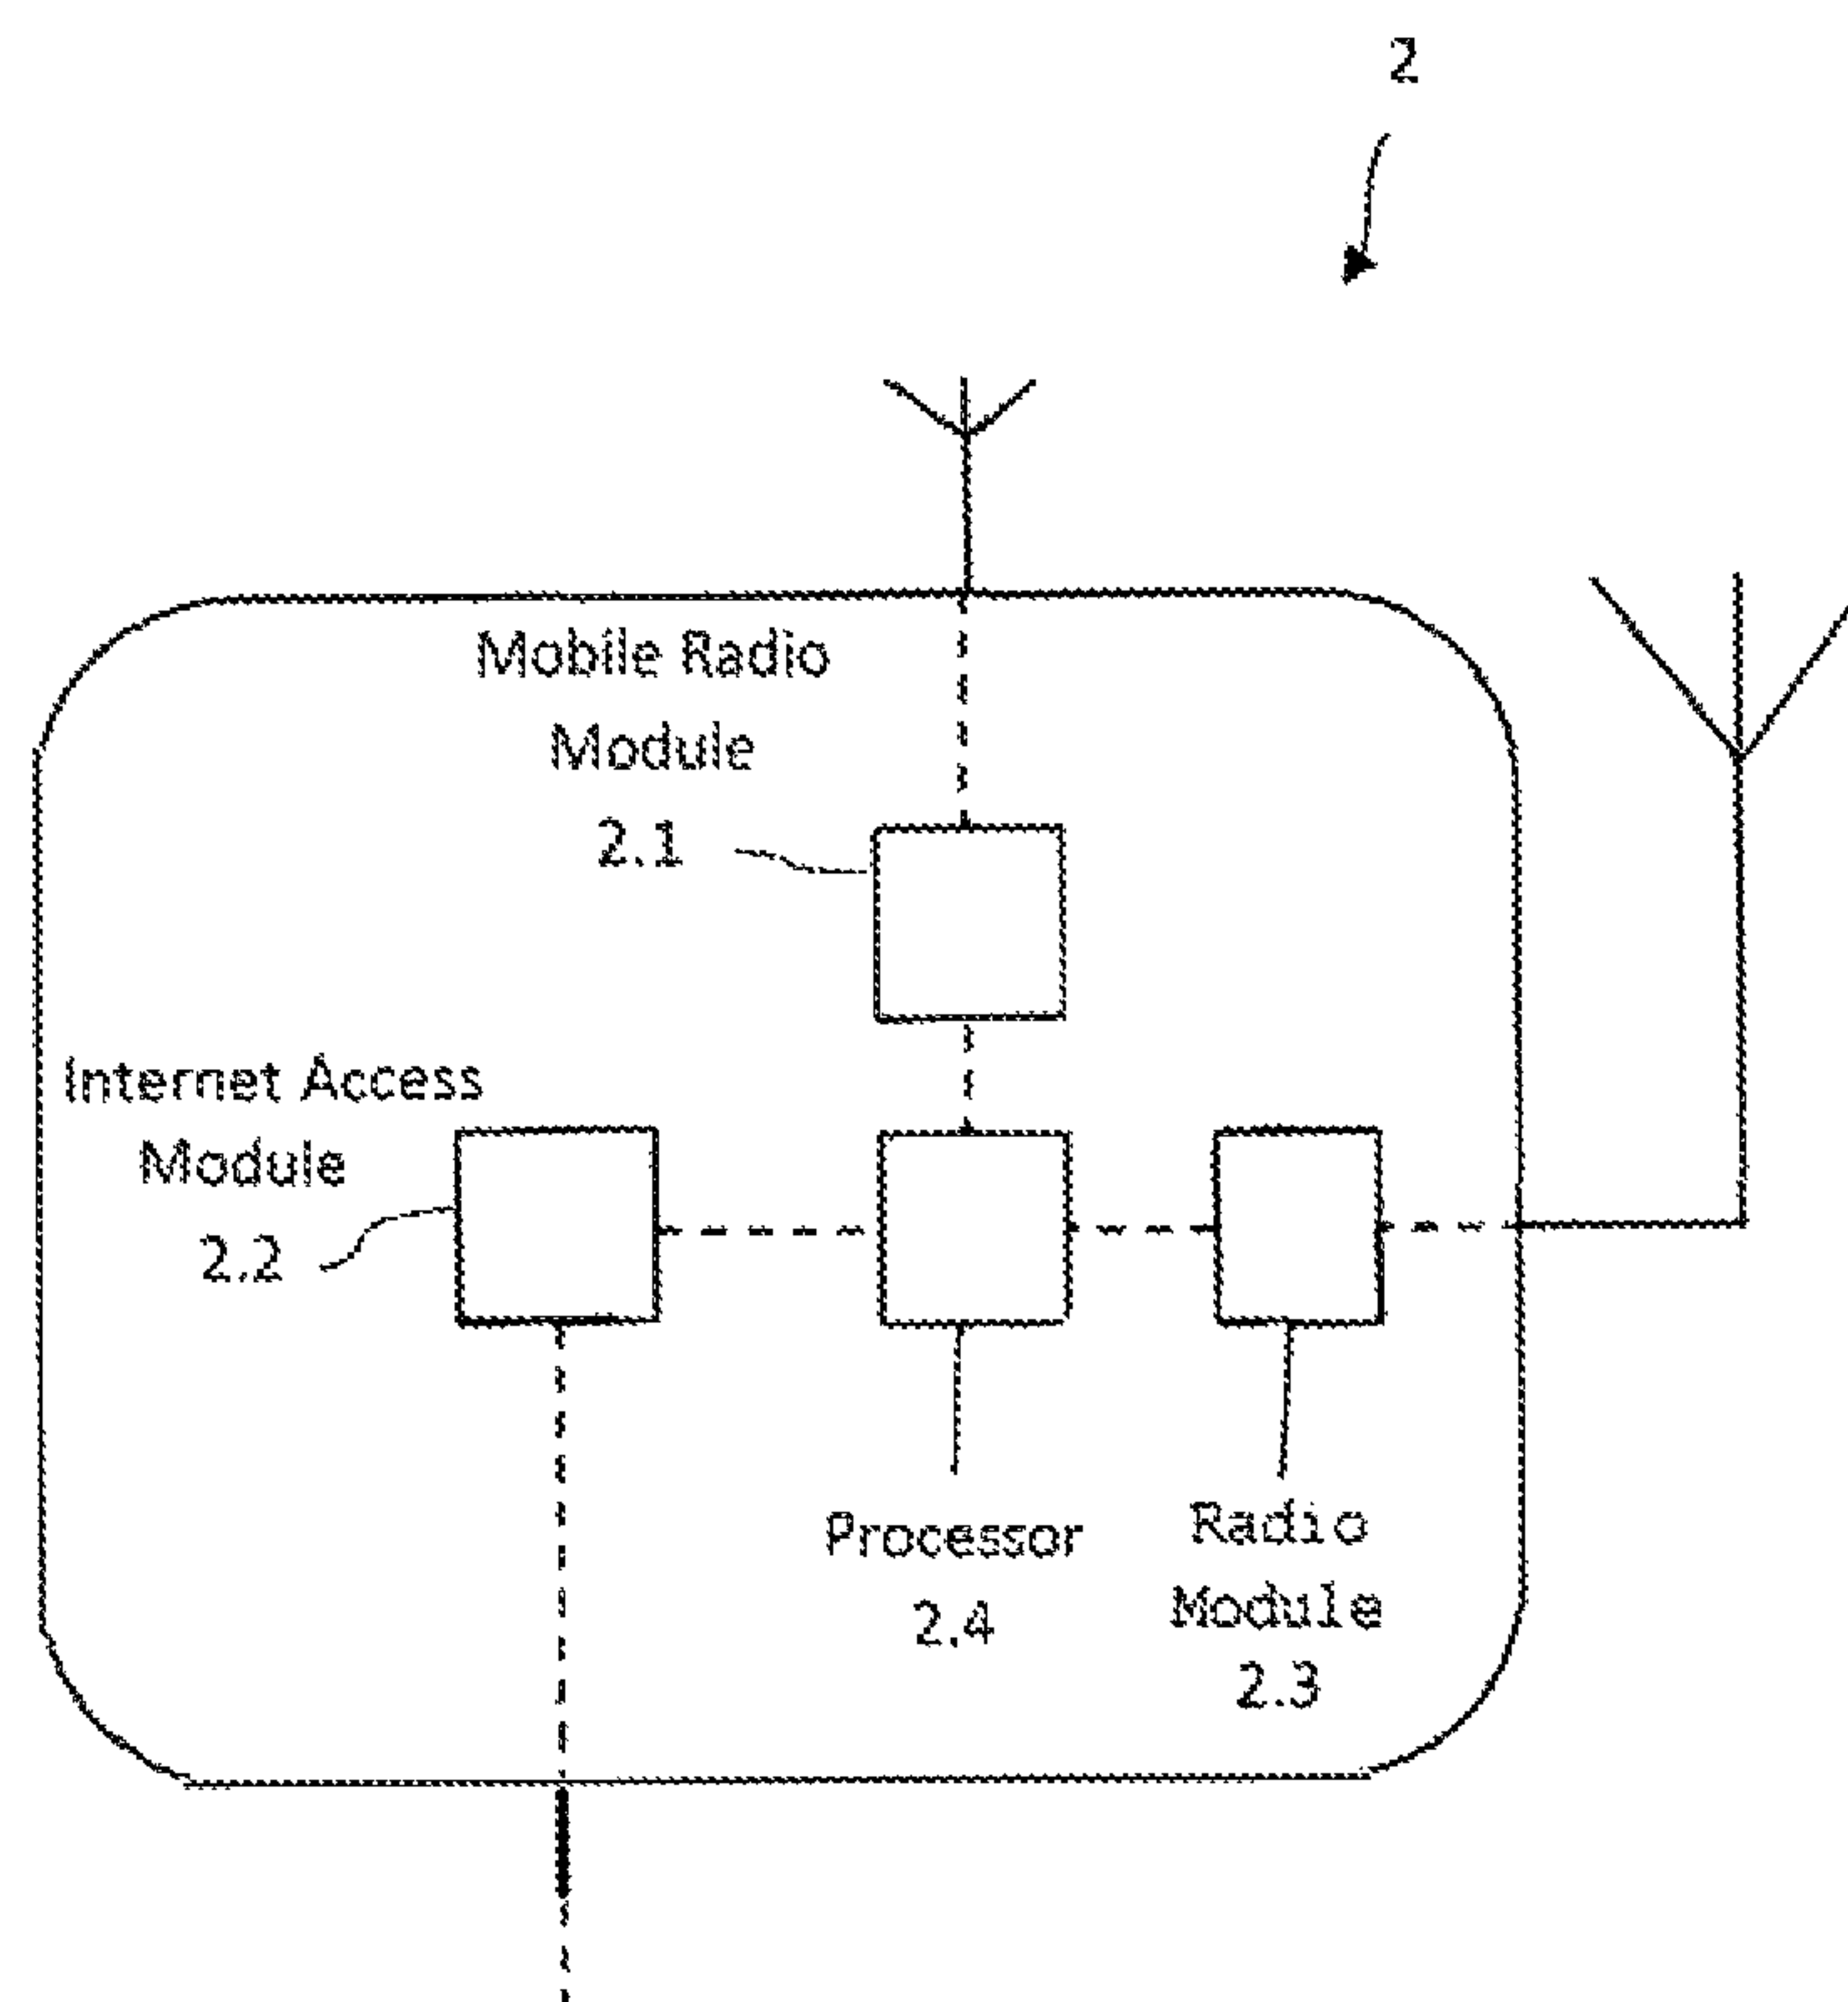 2
Mobile Radio
Module
2.1
Internet Access
Module
2.2
Processor
2.4
Radio
Module
2.3